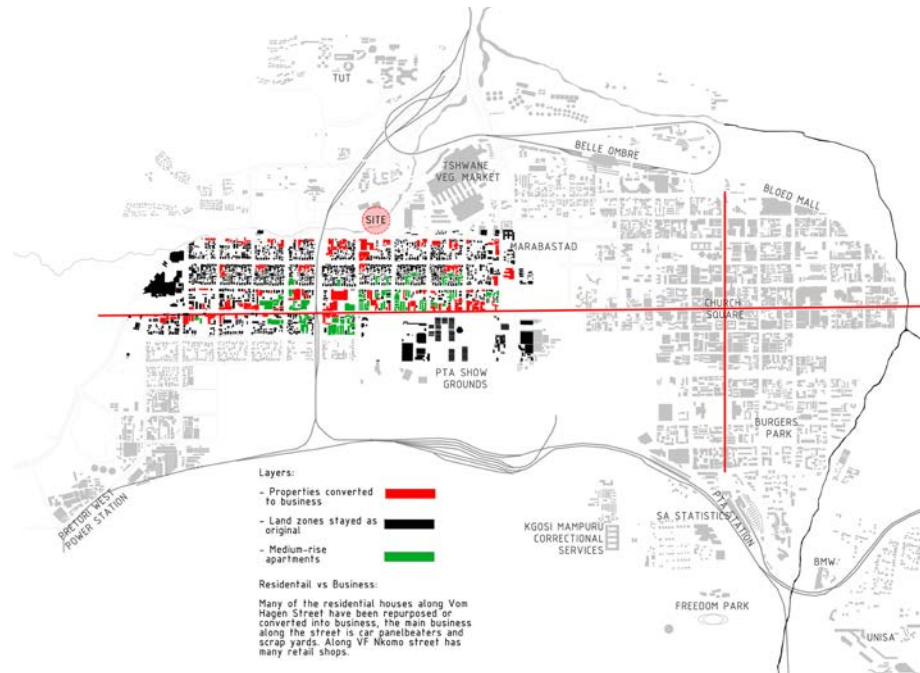 TUT
BELLE OMBRE
TSHWANE
VEG. MARKET
BLOED MALL
SITE
MARABASTAD
CHURCH
SQUARE
PTA SHOW
GROUNDS
BURGERS
PARK
PRETORI WEST
POWER STATION
Layers:
- Properties converted
to business
- Land zones stayed as
original
- Medium-rise
apartments
KGOSI MAMPURU
CORRECTIONAL
SERVICES
SA STATISTICS
PTA STATION
BMW
FREEDOM PARK
UNISA
Residentail vs Business:
Many of the residential houses along Vom
Hagen Street have been repurposed or
converted into business, the main business
along the street is car panelbeaters and
scrap yards. Along VF Nkomo street has
many retail shops.